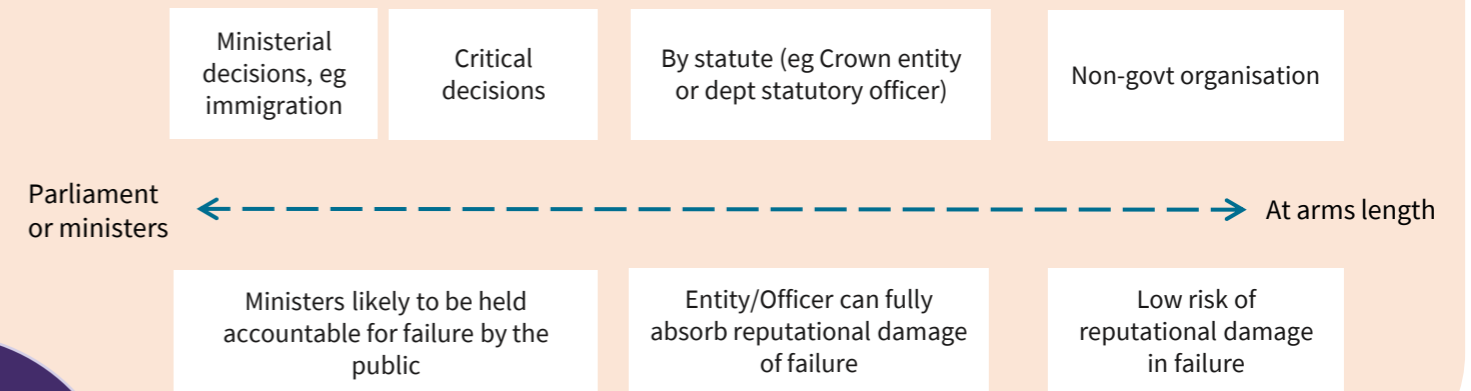 Ministerial
decisions, eg
immigration
Critical
decisions
By statute (eg Crown entity
or dept statutory officer)
Non-govt organisation
Parliament
or ministers
At arms length
Ministers likely to be held
accountable for failure by the
public
Entity/Officer can fully
absorb reputational damage
of failure
Low risk of
reputational damage
in failure